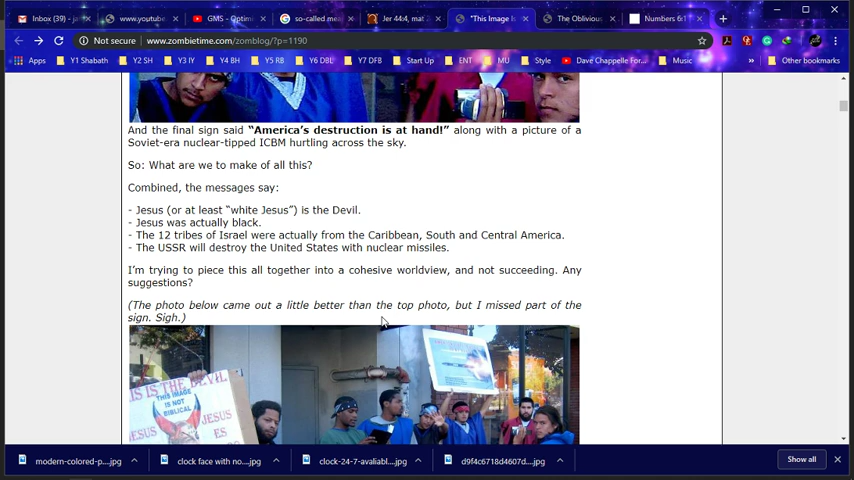 Inbox (39) - j
www.youtube
GMS - Optim
so-called me
Jer 44:4, mat
"This Image I
The Oblivious
Numbers 6:1
Not secure www.zombietime.com/zomblog/?p=1190
Apps Y1 Shabath Y2 SH Y3 IY Y4 BH Y5 RB Y6 DBL Y7 DFB Start Up ENT MU Style Dave Chappelle For... Music » Other bookmarks
And the final sign said “America’s destruction is at hand!” along with a picture of a
Soviet-era nuclear-tipped ICBM hurtling across the sky.
So: What are we to make of all this?
Combined, the messages say:
- Jesus (or at least “white Jesus”) is the Devil.
- Jesus was actually black.
- The 12 tribes of Israel were actually from the Caribbean, South and Central America.
- The USSR will destroy the United States with nuclear missiles.
I’m trying to piece this all together into a cohesive worldview, and not succeeding. Any
suggestions?
(The photo below came out a little better than the top photo, but I missed part of the
sign. Sigh.)
IS IS THE DEVIL
THIS IMAGE
IS NOT
BIBLICAL
JESUS
ES
modern-colored-p....jpg clock face with no....jpg clock-24-7-avaliabl....jpg d9f4c6718d4607d....jpg Show all